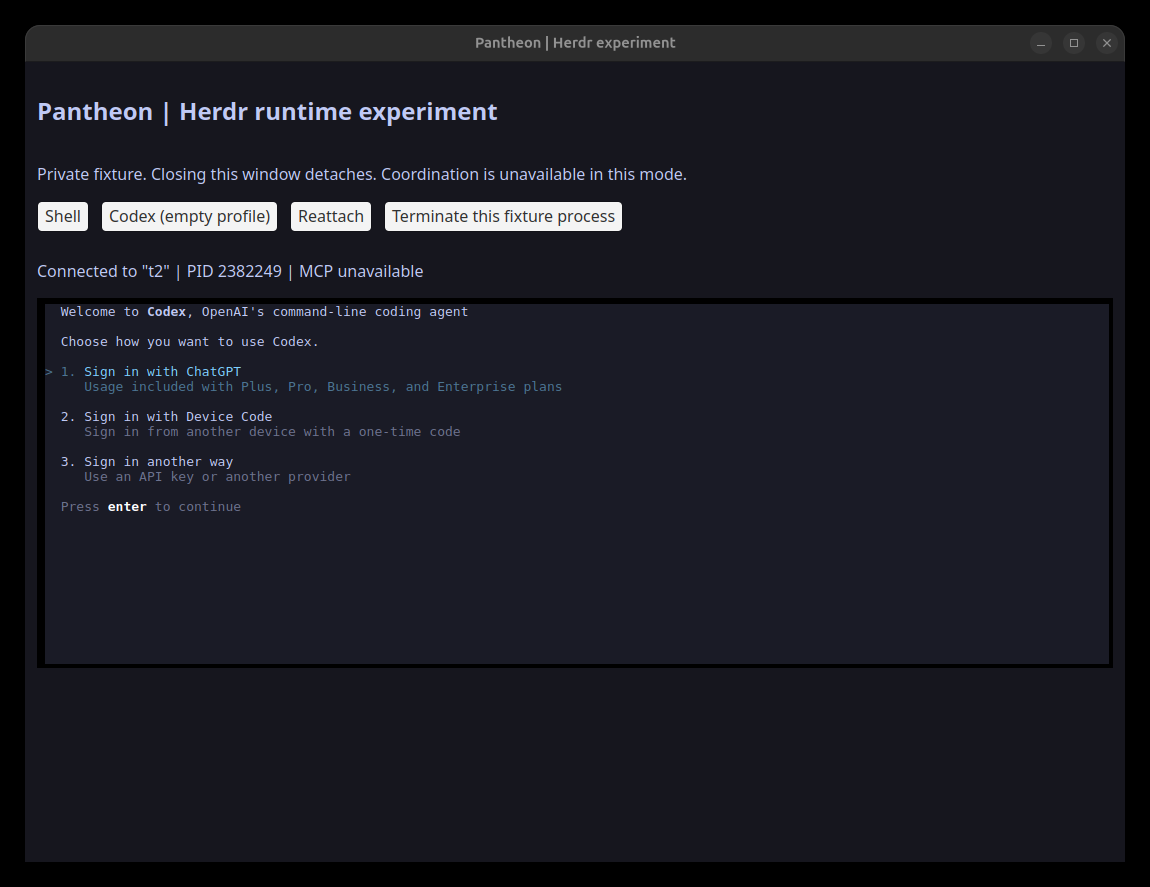 Pantheon | Herdr experiment
Pantheon | Herdr runtime experiment
Private fixture. Closing this window detaches. Coordination is unavailable in this mode.
Shell Codex (empty profile) Reattach Terminate this fixture process
Connected to "t2" | PID 2382249 | MCP unavailable
Welcome to Codex, OpenAI's command-line coding agent
Choose how you want to use Codex.
> 1. Sign in with ChatGPT
Usage included with Plus, Pro, Business, and Enterprise plans
2. Sign in with Device Code
Sign in from another device with a one-time code
3. Sign in another way
Use an API key or another provider
Press enter to continue